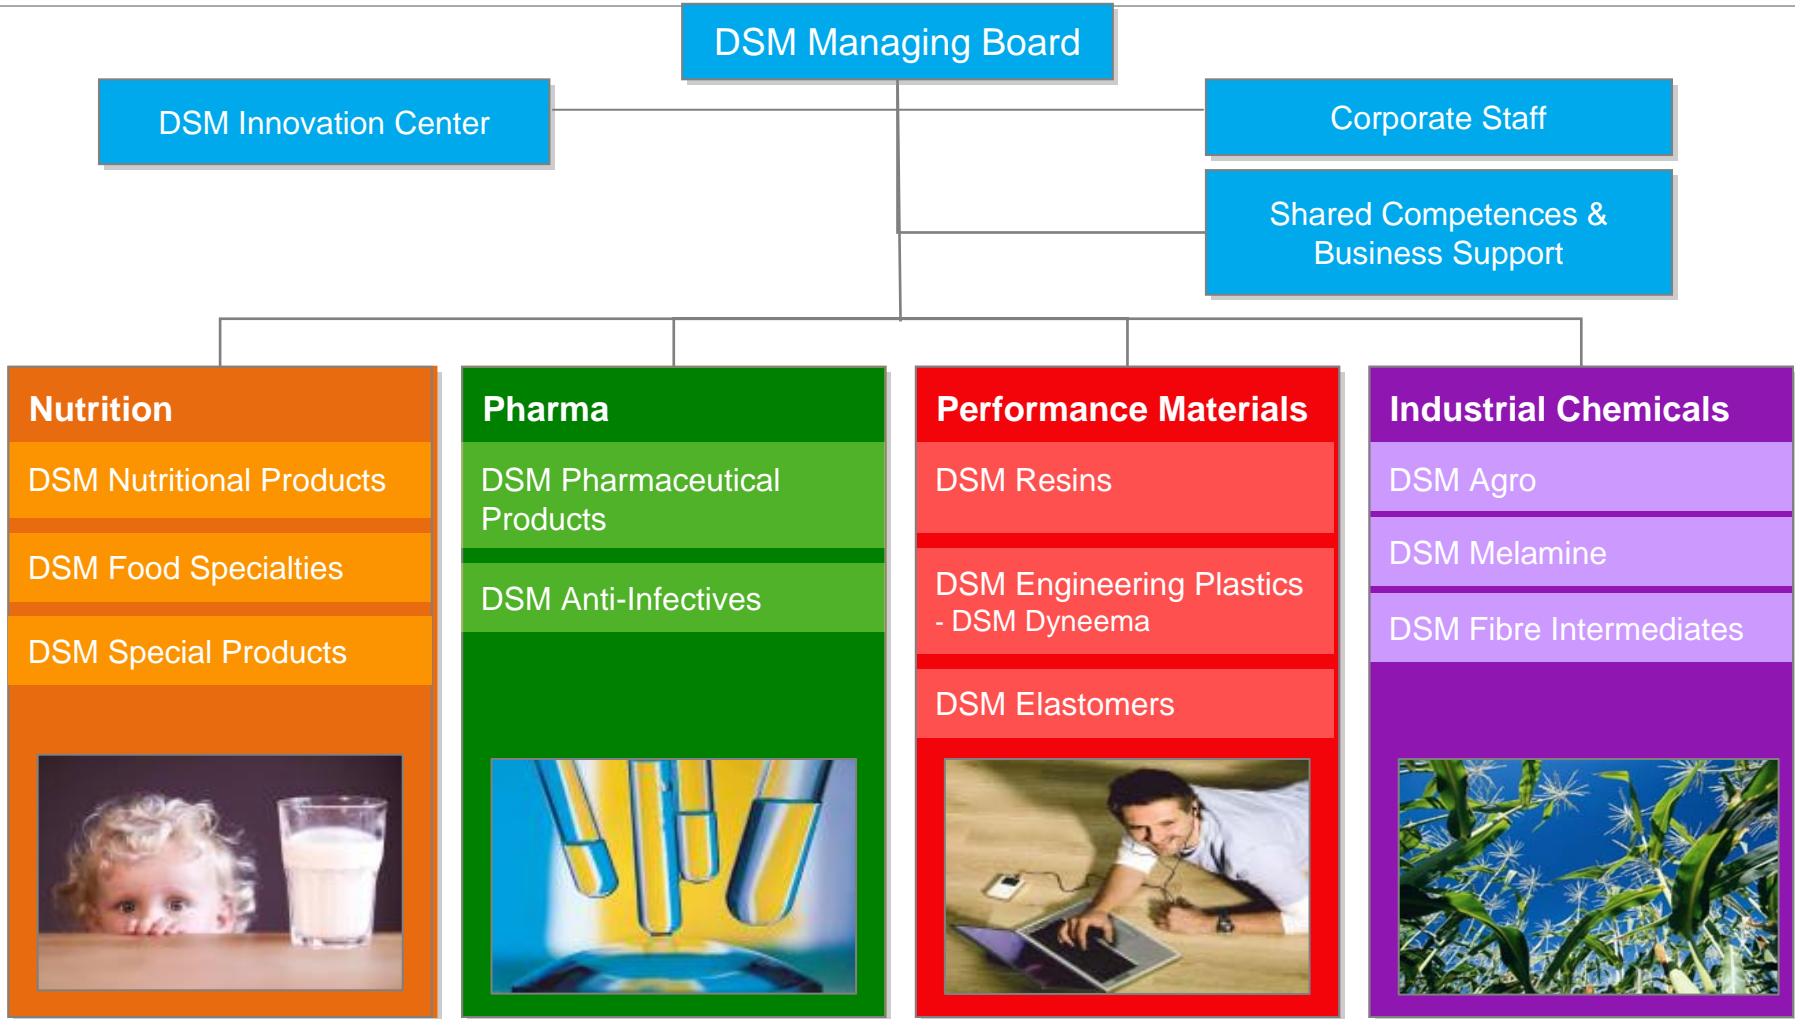 DSM Managing Board
DSM Innovation Center
Corporate Staff
Shared Competences &
Business Support
Nutrition
DSM Nutritional Products
DSM Food Specialties
DSM Special Products
Pharma
DSM Pharmaceutical
Products
DSM Anti-Infectives
Performance Materials
DSM Resins
DSM Engineering Plastics
- DSM Dyneema
DSM Elastomers
Industrial Chemicals
DSM Agro
DSM Melamine
DSM Fibre Intermediates